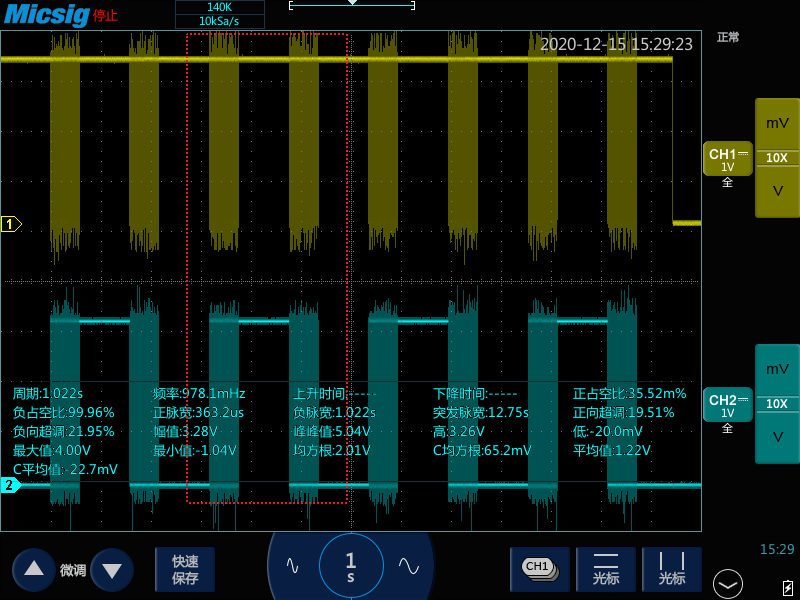 Micsig 停止
140K
10kSa/s
2020-12-15 15:29:23
正常
mV
10X
V
CH1
1V
全
1
mV
10X
V
CH2
1V
全
2
周期:1.022s 频率:978.1mHz 上升时间:----- 下降时间:----- 正占空比:35.52m%
负占空比:99.96% 正脉宽:363.2us 负脉宽:1.022s 突发脉宽:12.75s 正向超调:19.51%
负向超调:21.95% 幅值:3.28V 峰峰值:5.04V 高:3.26V 低:-20.0mV
最大值:4.00V 最小值:-1.04V 均方根:2.01V C均方根:65.2mV 平均值:1.22V
C平均值:-22.7mV
微调
快速
保存
1
s
CH1
光标
光标
15:29